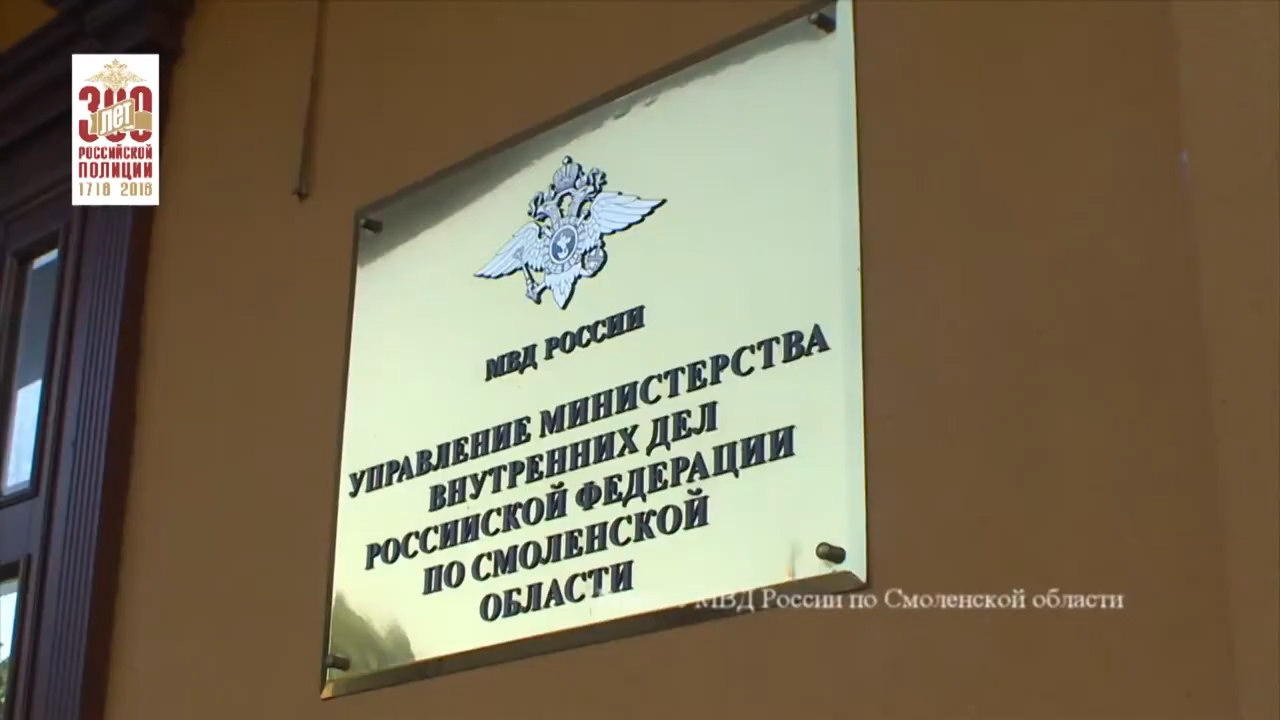 300
ЛЕТ
РОССИЙСКОЙ
ПОЛИЦИИ
1718 2018
МВД РОССИИ
УПРАВЛЕНИЕ МИНИСТЕРСТВА
ВНУТРЕННИХ ДЕЛ
РОССИЙСКОЙ ФЕДЕРАЦИИ
ПО СМОЛЕНСКОЙ
ОБЛАСТИ
МВД России по Смоленской области